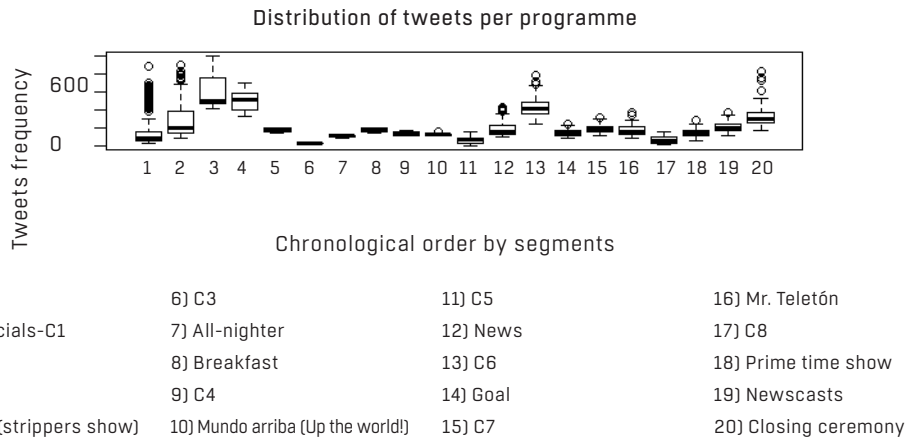 Distribution of tweets per programme
Tweets frequency
600
0
1 2 3 4 5 6 7 8 9 10 11 12 13 14 15 16 17 18 19 20
Chronological order by segments
6) C3 11) C5 16) Mr. Teletón
cials-C1 7) All-nighter 12) News 17) C8
8) Breakfast 13) C6 18) Prime time show
9) C4 14) Goal 19) Newscasts
(strippers show) 10) Mundo arriba (Up the world!) 15) C7 20) Closing ceremony